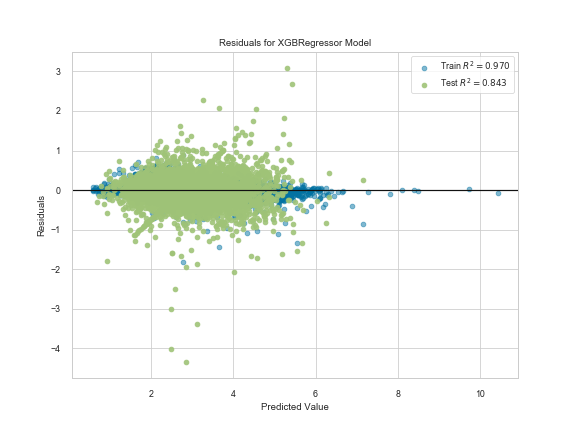 Residuals for XGBRegressor Model
Train R² = 0.970
Test R² = 0.843
3
2
1
0
−1
−2
−3
−4
Residuals
2 4 6 8 10
Predicted Value